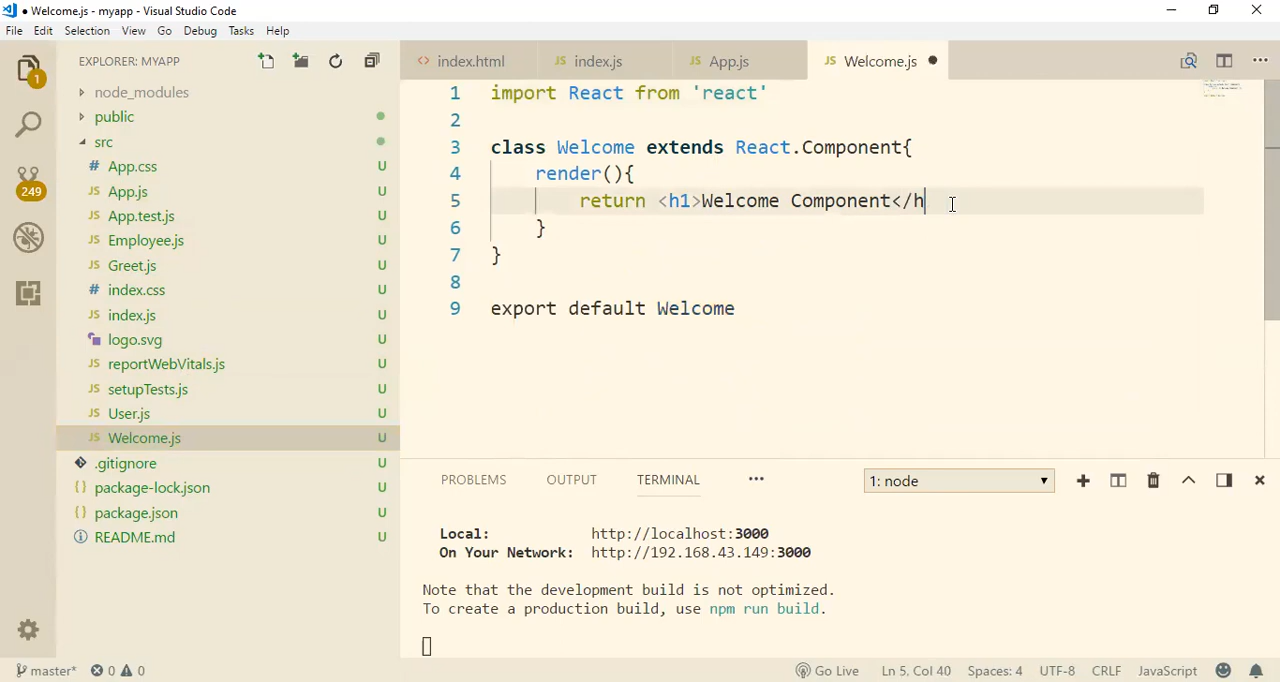 Welcome.js - myapp - Visual Studio Code
File Edit Selection View Go Debug Tasks Help
EXPLORER: MYAPP
node_modules
public
src
App.css U
App.js U
App.test.js U
Employee.js U
Greet.js U
index.css U
index.js U
logo.svg U
reportWebVitals.js U
setupTests.js U
User.js U
Welcome.js U
.gitignore U
package-lock.json U
package.json U
README.md U
1
249
index.html index.js App.js Welcome.js
1 import React from 'react'
2
3 class Welcome extends React.Component{
4 render(){
5 return <h1>Welcome Component</h
6 }
7 }
8
9 export default Welcome
PROBLEMS OUTPUT TERMINAL ••• 1: node
Local: http://localhost:3000
On Your Network: http://192.168.43.149:3000
Note that the development build is not optimized.
To create a production build, use npm run build.
master* 0 0 Go Live Ln 5, Col 40 Spaces: 4 UTF-8 CRLF JavaScript